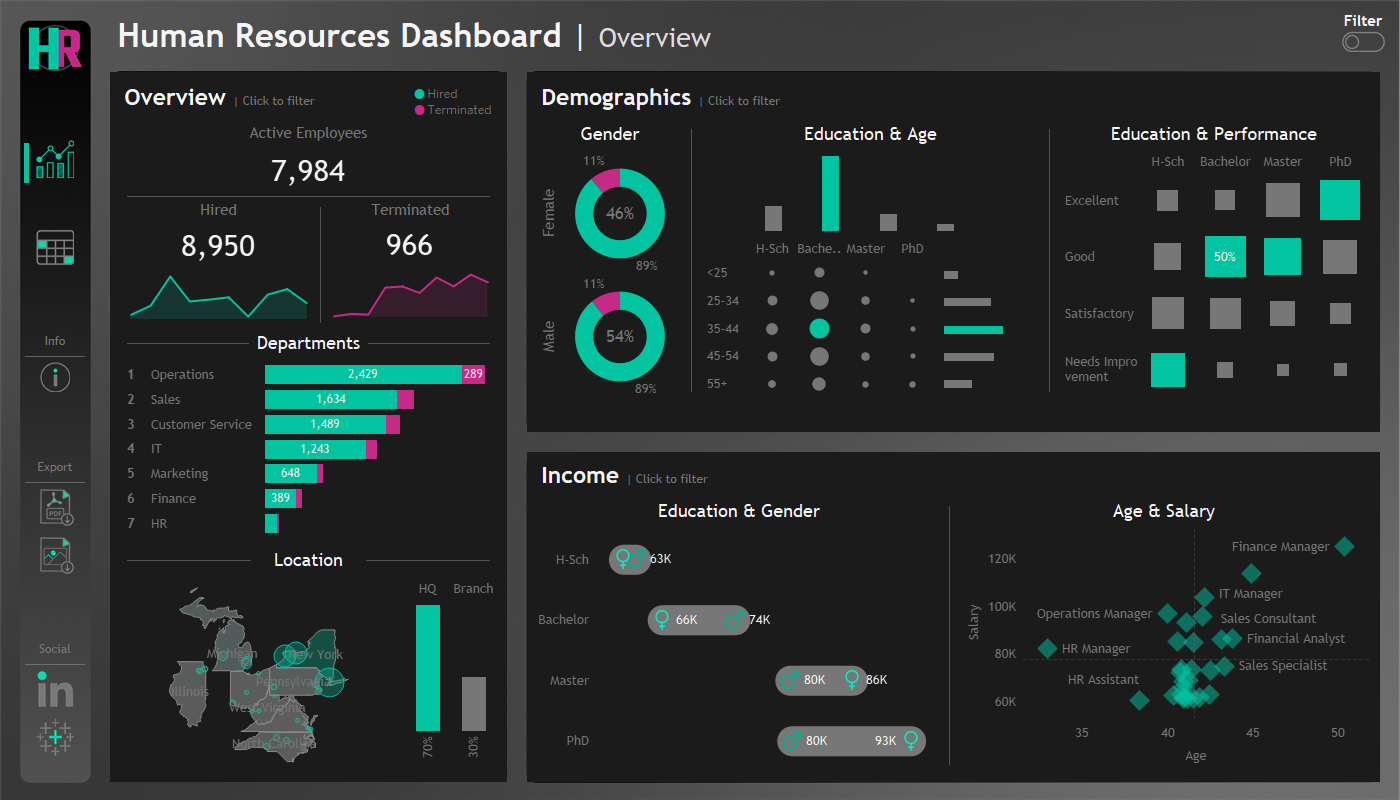 HR
Human Resources Dashboard | Overview
Filter
Overview | Click to filter
Hired
Terminated
Active Employees
7,984
Hired
8,950
Terminated
966
Departments
1 Operations 2,429 289
2 Sales 1,634
3 Customer Service 1,489
4 IT 1,243
5 Marketing 648
6 Finance 389
7 HR
Location
Michigan
New York
Illinois
Pennsylvania
West Virginia
North Carolina
HQ Branch
70% 30%
Info
Export
PDF
Social
in
Demographics | Click to filter
Gender
Female
11%
46%
89%
Male
11%
54%
89%
Education & Age
H-Sch Bache.. Master PhD
<25
25-34
35-44
45-54
55+
Education & Performance
H-Sch Bachelor Master PhD
Excellent
Good 50%
Satisfactory
Needs Impro
vement
Income | Click to filter
Education & Gender
H-Sch 63K
Bachelor 66K 74K
Master 80K 86K
PhD 80K 93K
Age & Salary
Salary
120K
100K
80K
60K
Finance Manager
IT Manager
Operations Manager
Sales Consultant
Financial Analyst
HR Manager
Sales Specialist
HR Assistant
35 40 45 50
Age